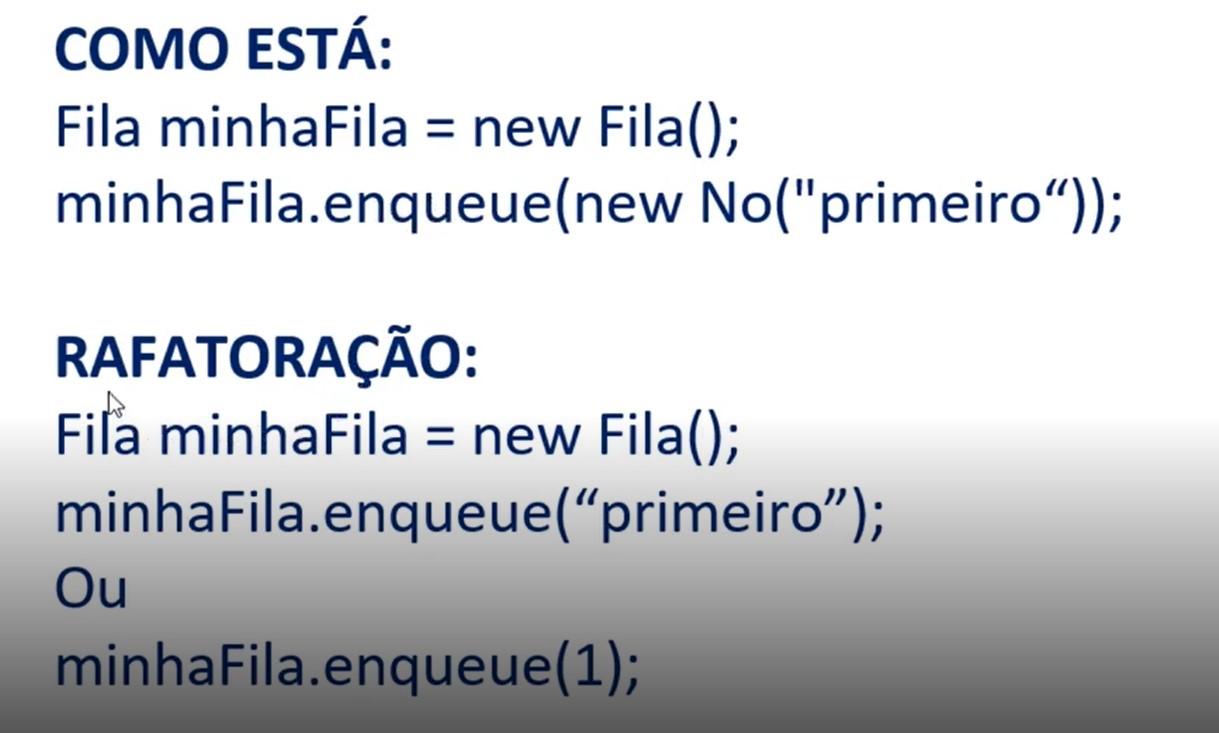 COMO ESTÁ:
Fila minhaFila = new Fila();
minhaFila.enqueue(new No("primeiro“));
RAFATORAÇÃO:
Fila minhaFila = new Fila();
minhaFila.enqueue(“primeiro”);
Ou
minhaFila.enqueue(1);